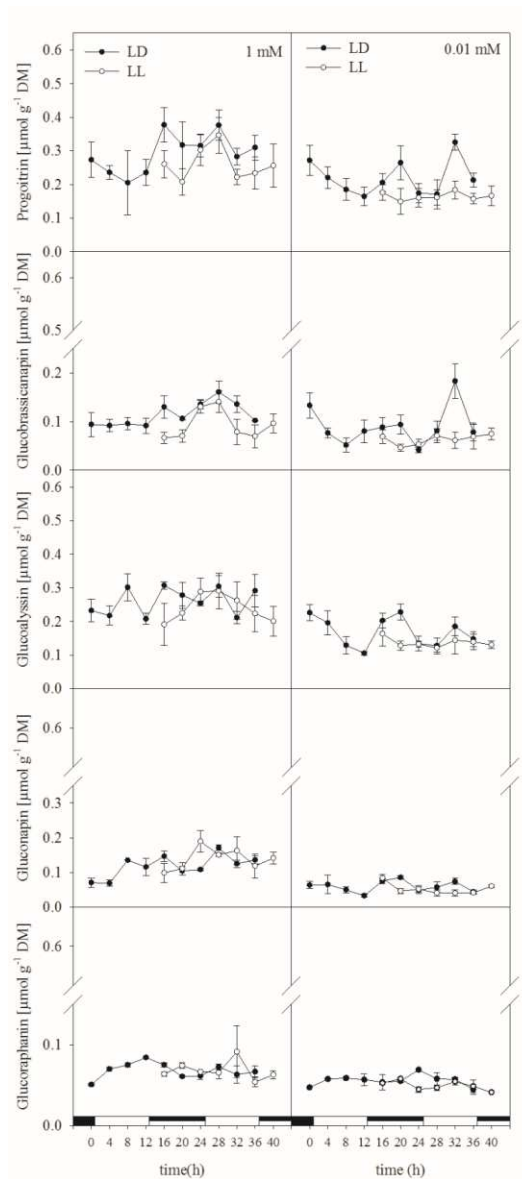 LD
LL
1 mM
LD
LL
0.01 mM
Progoitrin [µmol g-1 DM]
0.6
0.5
0.4
0.3
0.2
0.1
0.0
Glucobrassicanapin [µmol g-1 DM]
0.6
0.5
0.2
0.1
0.0
Glucoalyssin [µmol g-1 DM]
0.6
0.5
0.4
0.3
0.2
0.1
0.0
Gluconapin [µmol g-1 DM]
0.6
0.3
0.2
0.1
0.0
Glucoraphanin [µmol g-1 DM]
0.6
0.1
0.0
0 4 8 12 16 20 24 28 32 36 40
0 4 8 12 16 20 24 28 32 36 40
time(h)
time (h)